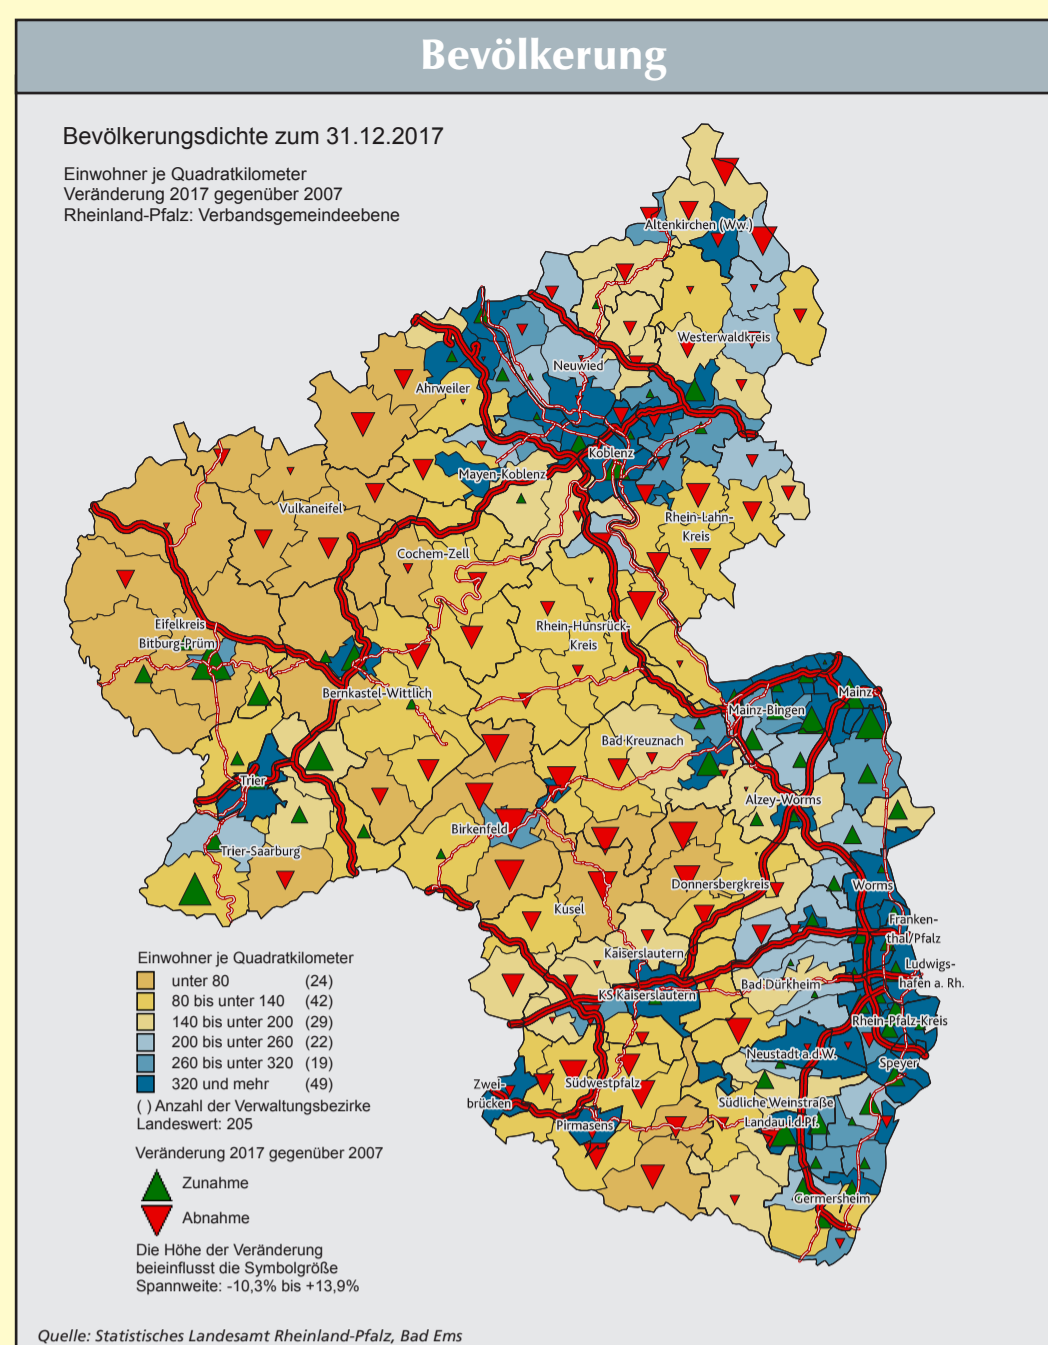 Bevölkerung
Bevölkerungsdichte zum 31.12.2017
Einwohner je Quadratkilometer
Veränderung 2017 gegenüber 2007
Rheinland-Pfalz: Verbandsgemeindeebene
Altenkirchen (Ww.)
Westerwaldkreis
Neuwied
Ahrweiler
Koblenz
Mayen-Koblenz
Vulkaneifel
Rhein-Lahn-
Kreis
Cochem-Zell
Eifelkreis
Bitburg-Prüm
Rhein-Hunsrück-
Kreis
Bernkastel-Wittlich
Mainz
Mainz-Bingen
Bad Kreuznach
Trier
Alzey-Worms
Birkenfeld
Trier-Saarburg
Donnersbergkreis
Worms
Kusel
Franken-
thal/Pfalz
Kaiserslautern
Ludwigs-
hafen a. Rh.
Bad Dürkheim
KS Kaiserslautern
Rhein-Pfalz-Kreis
Neustadt a.d.W.
Speyer
Südwestpfalz
Zwei-
brücken
Südliche Weinstraße
Landau i.d.Pf.
Pirmasens
Germersheim
Einwohner je Quadratkilometer
unter 80 (24)
80 bis unter 140 (42)
140 bis unter 200 (29)
200 bis unter 260 (22)
260 bis unter 320 (19)
320 und mehr (49)
( ) Anzahl der Verwaltungsbezirke
Landeswert: 205
Veränderung 2017 gegenüber 2007
Zunahme
Abnahme
Die Höhe der Veränderung
beieinflusst die Symbolgröße
Spannweite: -10,3% bis +13,9%
Quelle: Statistisches Landesamt Rheinland-Pfalz, Bad Ems